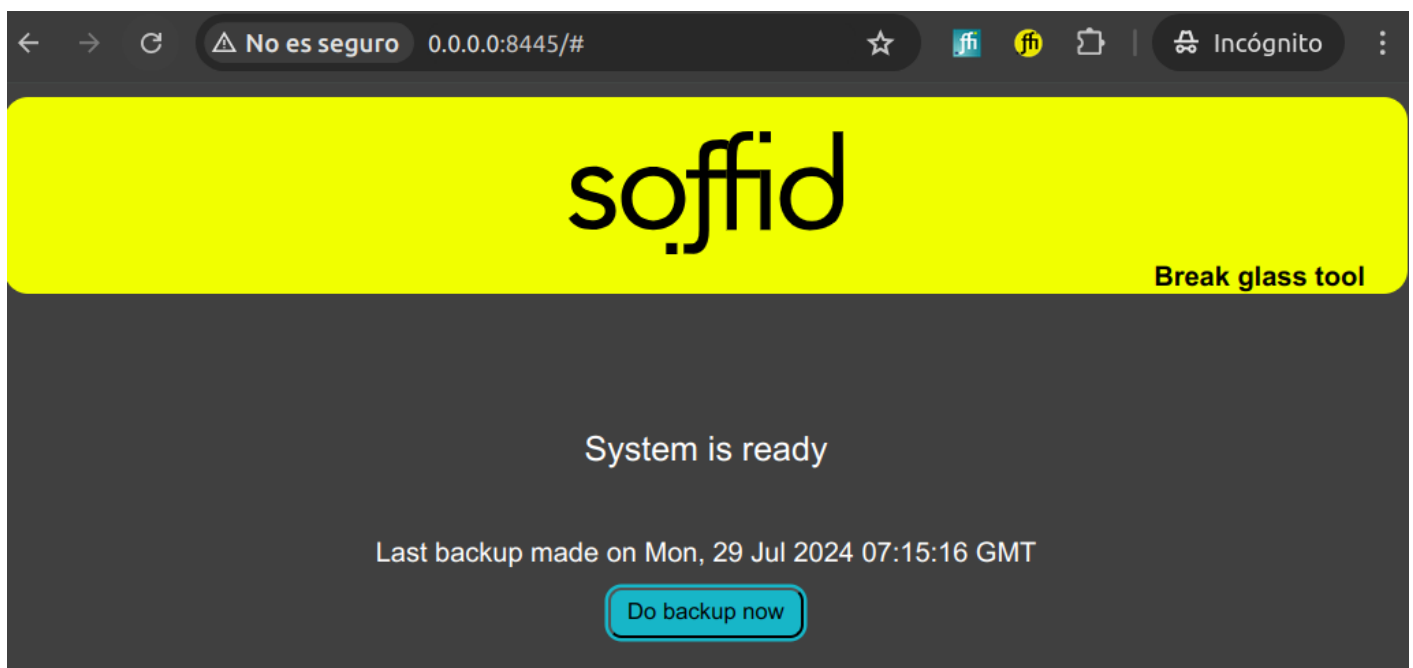 No es seguro 0.0.0.0:8445/# Incógnito
soffid
Break glass tool
System is ready
Last backup made on Mon, 29 Jul 2024 07:15:16 GMT
Do backup now